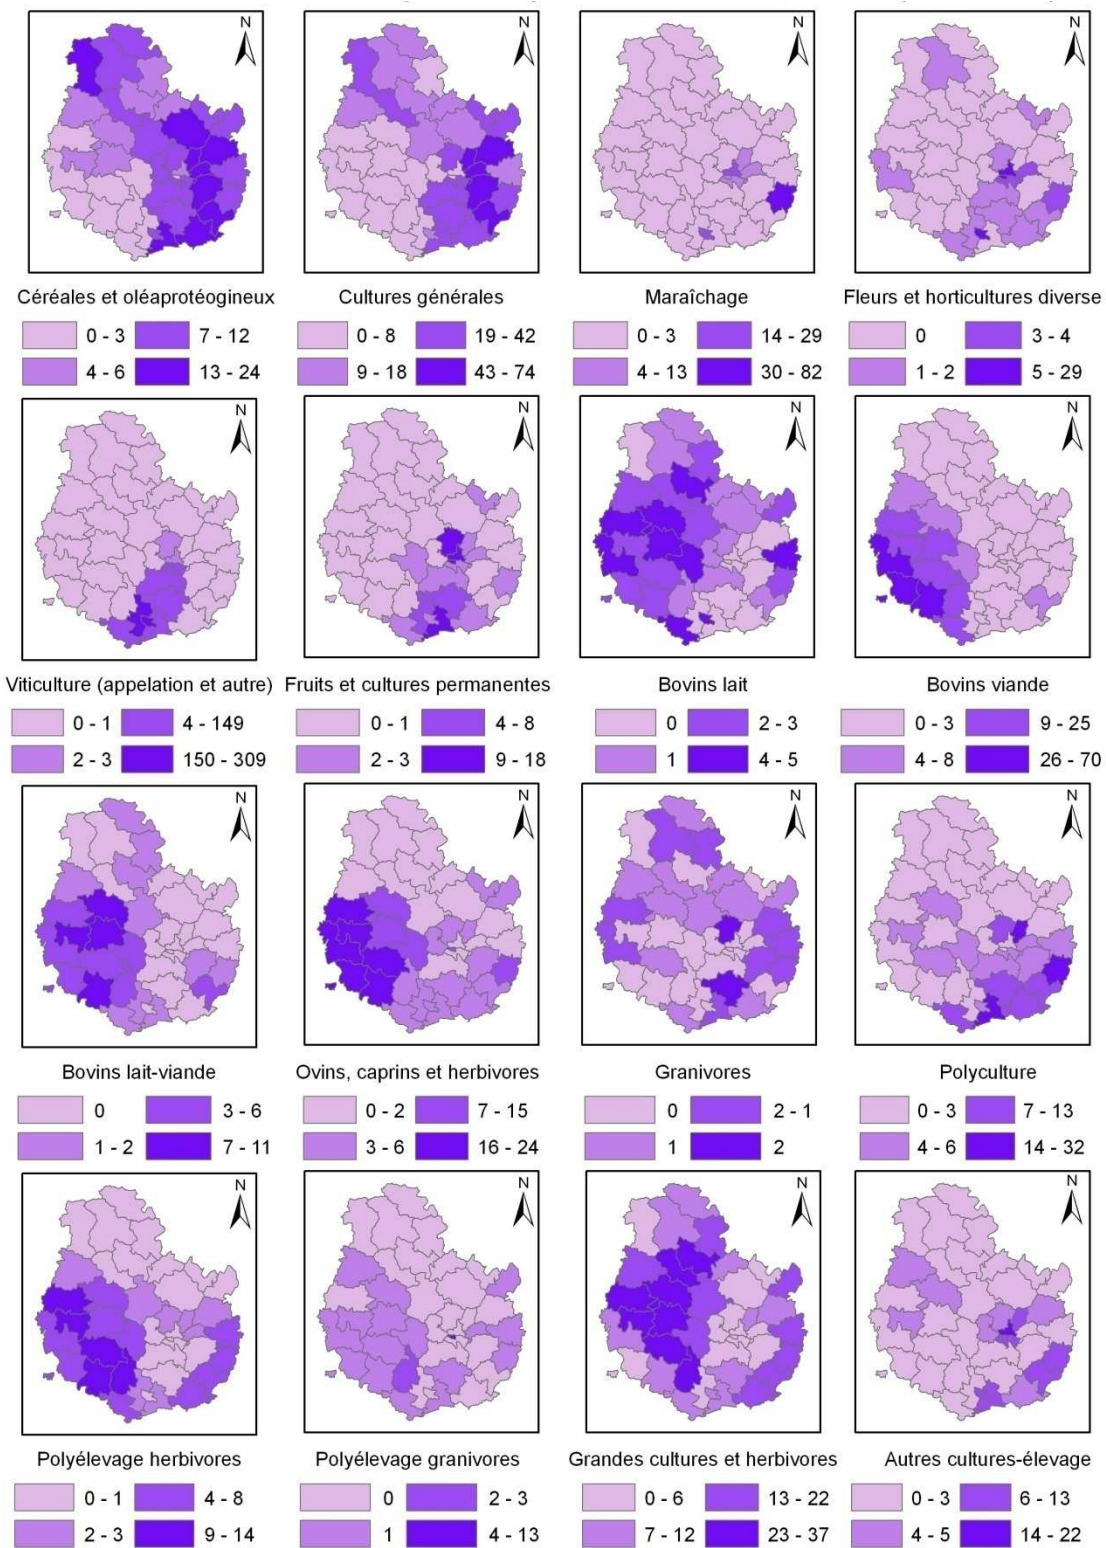 N N N N
Céréales et oléaprotéogineux Cultures générales Maraîchage Fleurs et horticultures diverse
0 - 3 7 - 12 0 - 8 19 - 42 0 - 3 14 - 29 0 3 - 4
4 - 6 13 - 24 9 - 18 43 - 74 4 - 13 30 - 82 1 - 2 5 - 29
N N N N
Viticulture (appelation et autre) Fruits et cultures permanentes Bovins lait Bovins viande
0 - 1 4 - 149 0 - 1 4 - 8 0 2 - 3 0 - 3 9 - 25
2 - 3 150 - 309 2 - 3 9 - 18 1 4 - 5 4 - 8 26 - 70
N N N N
Bovins lait-viande Ovins, caprins et herbivores Granivores Polyculture
0 3 - 6 0 - 2 7 - 15 0 2 - 1 0 - 3 7 - 13
1 - 2 7 - 11 3 - 6 16 - 24 1 2 4 - 6 14 - 32
N N N N
Polyélevage herbivores Polyélevage granivores Grandes cultures et herbivores Autres cultures-élevage
0 - 1 4 - 8 0 2 - 3 0 - 6 13 - 22 0 - 3 6 - 13
2 - 3 9 - 14 1 4 - 13 7 - 12 23 - 37 4 - 5 14 - 22